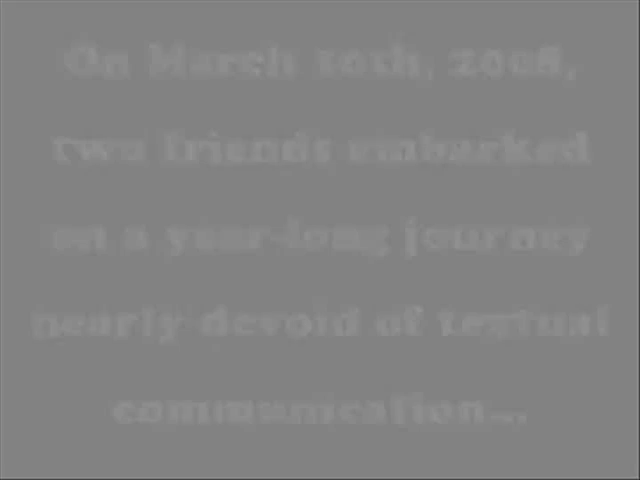 On March 10th, 2008,
two friends embarked
on a year-long journey
nearly devoid of textual
communication...